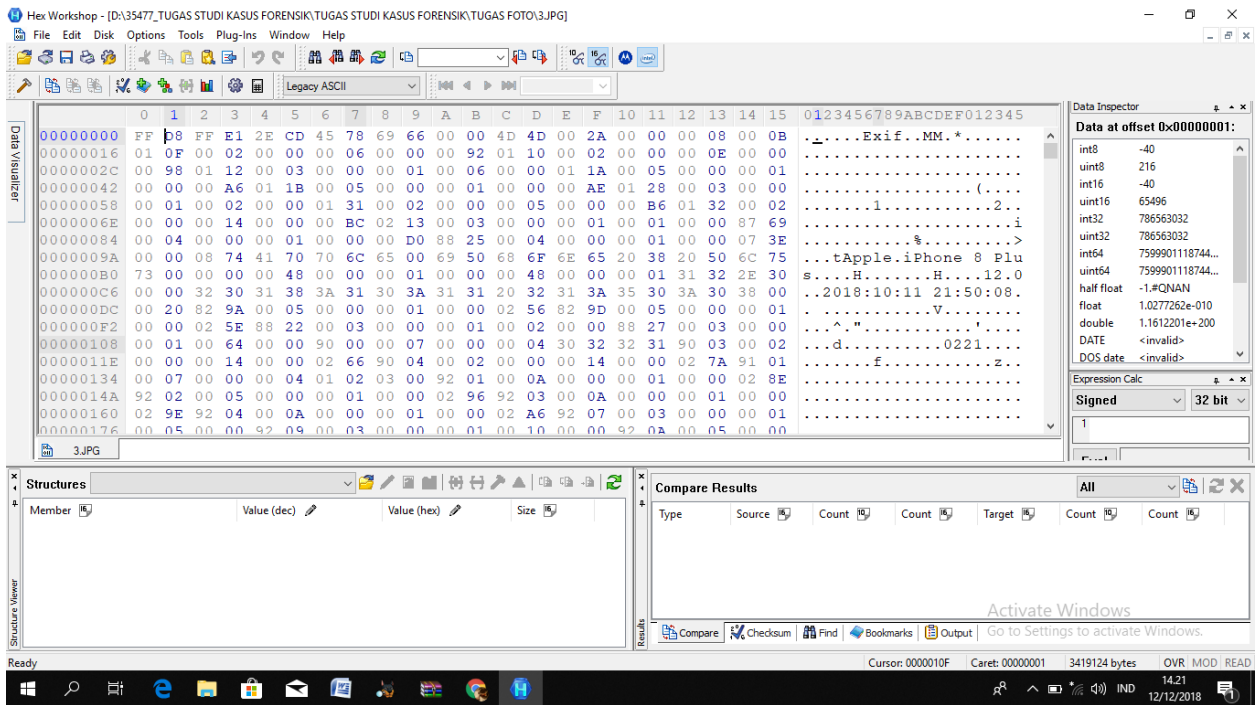 Hex Workshop - [D:\35477_TUGAS STUDI KASUS FORENSIK\TUGAS STUDI KASUS FORENSIK\TUGAS FOTO\3.JPG]
File Edit Disk Options Tools Plug-Ins Window Help
Legacy ASCII
Data Visualizer
0 1 2 3 4 5 6 7 8 9 A B C D E F 10 11 12 13 14 15 0123456789ABCDEF012345
00000000 FF D8 FF E1 2E CD 45 78 69 66 00 00 4D 4D 00 2A 00 00 00 08 00 0B ......Exif..MM.*......
00000016 01 0F 00 02 00 00 00 06 00 00 00 92 01 10 00 02 00 00 00 0E 00 00 ......................
0000002C 00 98 01 12 00 03 00 00 00 01 00 06 00 00 01 1A 00 05 00 00 00 01 ......................
00000042 00 00 00 A6 01 1B 00 05 00 00 00 01 00 00 00 AE 01 28 00 03 00 00 .................(....
00000058 00 01 00 02 00 00 01 31 00 02 00 00 00 05 00 00 00 B6 01 32 00 02 .......1...........2..
0000006E 00 00 00 14 00 00 00 BC 02 13 00 03 00 00 00 01 00 01 00 00 87 69 .....................i
00000084 00 04 00 00 00 01 00 00 00 D0 88 25 00 04 00 00 00 01 00 00 07 3E ...........%.........>
0000009A 00 00 08 74 41 70 70 6C 65 00 69 50 68 6F 6E 65 20 38 20 50 6C 75 ...tApple.iPhone 8 Plu
000000B0 73 00 00 00 00 48 00 00 00 01 00 00 00 48 00 00 00 01 31 32 2E 30 s....H.......H....12.0
000000C6 00 00 32 30 31 38 3A 31 30 3A 31 31 20 32 31 3A 35 30 3A 30 38 00 ..2018:10:11 21:50:08.
000000DC 00 20 82 9A 00 05 00 00 00 01 00 00 02 56 82 9D 00 05 00 00 00 01 . ...........V........
000000F2 00 00 02 5E 88 22 00 03 00 00 00 01 00 02 00 00 88 27 00 03 00 00 ...^."...........'....
00000108 00 01 00 64 00 00 90 00 00 07 00 00 00 04 30 32 32 31 90 03 00 02 ...d..........0221....
0000011E 00 00 00 14 00 00 02 66 90 04 00 02 00 00 00 14 00 00 02 7A 91 01 .......f...........z..
00000134 00 07 00 00 00 04 01 02 03 00 92 01 00 0A 00 00 00 01 00 00 02 8E ......................
0000014A 92 02 00 05 00 00 00 01 00 00 02 96 92 03 00 0A 00 00 00 01 00 00 ......................
00000160 02 9E 92 04 00 0A 00 00 00 01 00 00 02 A6 92 07 00 03 00 00 00 01 ......................
00000176 00 05 00 00 92 09 00 03 00 00 00 01 00 10 00 00 92 0A 00 05 00 00
3.JPG
Data Inspector
Data at offset 0x00000001:
int8 -40
uint8 216
int16 -40
uint16 65496
int32 786563032
uint32 786563032
int64 7599901118744...
uint64 7599901118744...
half float -1.#QNAN
float 1.0277262e-010
double 1.1612201e+200
DATE <invalid>
DOS date <invalid>
Expression Calc
Signed 32 bit
1
Eval
Structures
Member Value (dec) Value (hex) Size
Structure Viewer
Compare Results All
Type Source Count Count Target Count Count
Results
Compare Checksum Find Bookmarks Output
Activate Windows
Go to Settings to activate Windows.
Ready Cursor: 0000010F Caret: 00000001 3419124 bytes OVR MOD READ
IND
14.21
12/12/2018